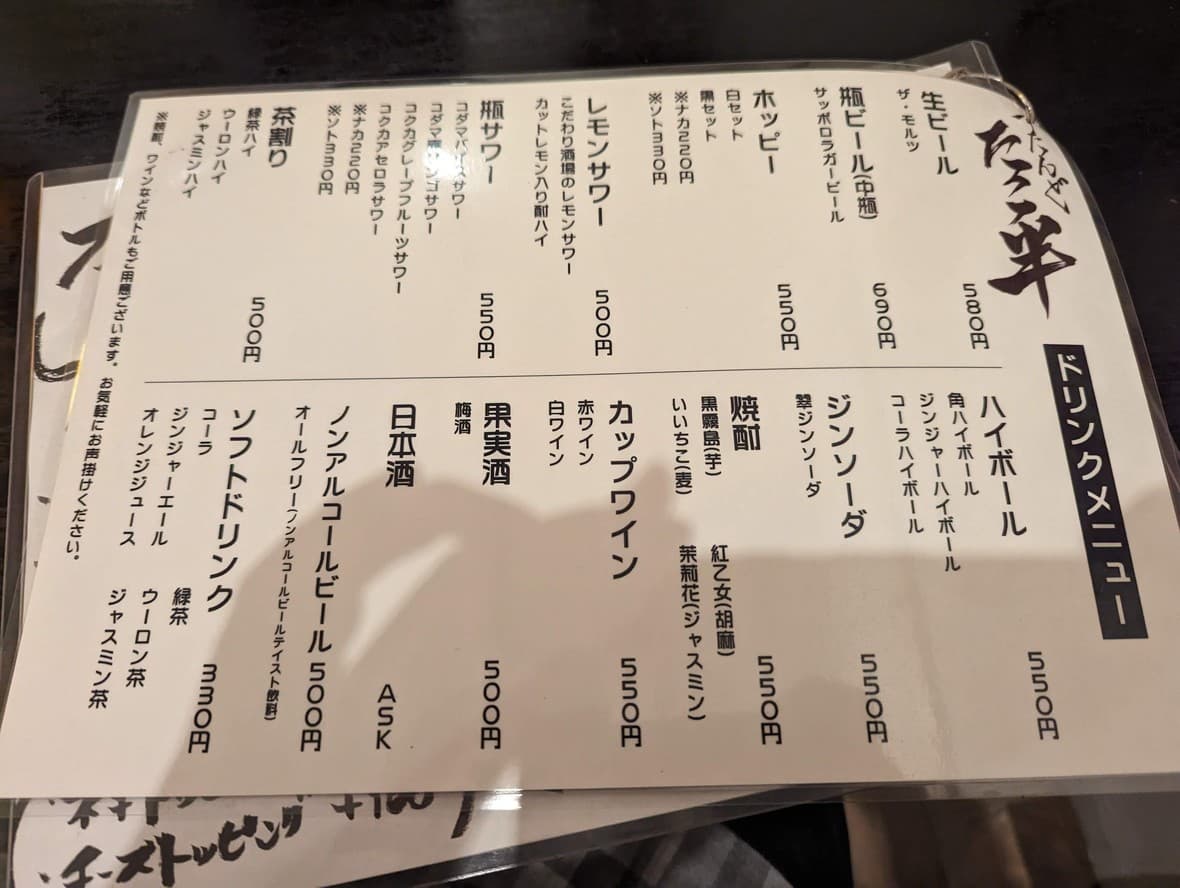 たこ平
ドリンクメニュー
生ビール 580円
ザ・モルツ
瓶ビール(中瓶) 690円
サッポロラガービール
ホッピー 550円
白セット
黒セット
※ナカ220円
※ソト330円
レモンサワー 500円
こだわり酒場のレモンサワー
カットレモン入り酎ハイ
瓶サワー 550円
コダマバイスサワー
コダマ サワー
コクカグレープフルーツサワー
コクカアセロラサワー
※ナカ220円
※ソト330円
茶割り 500円
緑茶ハイ
ウーロンハイ
ジャスミンハイ
ハイボール 550円
角ハイボール
ジンジャーハイボール
コーラハイボール
ジンソーダ 550円
翠ジンソーダ
焼酎 550円
黒霧島(芋) 紅乙女(胡麻)
いいちこ(麦) 茉莉花(ジャスミン)
カップワイン 550円
赤ワイン
白ワイン
果実酒 500円
梅酒
日本酒 ASK
ノンアルコールビール 500円
オールフリー(ノンアルコールビールテイスト飲料)
ソフトドリンク 330円
コーラ 緑茶
ジンジャーエール ウーロン茶
オレンジジュース ジャスミン茶
※焼酎、ワインなどボトルもご用意ございます。お気軽にお声掛けください。
チーズトッピング